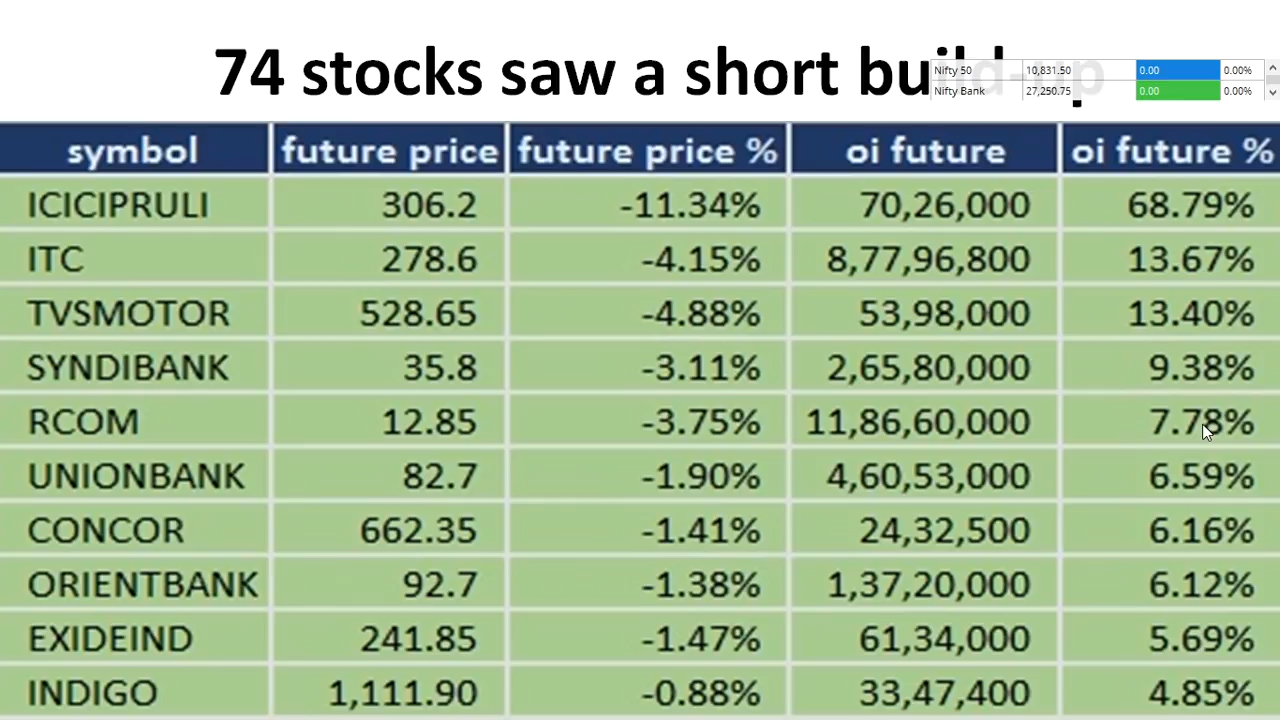 74 stocks saw a short build-up
Nifty 50 10,831.50 0.00 0.00%
Nifty Bank 27,250.75 0.00 0.00%
symbol future price future price % oi future oi future %
ICICIPRULI 306.2 -11.34% 70,26,000 68.79%
ITC 278.6 -4.15% 8,77,96,800 13.67%
TVSMOTOR 528.65 -4.88% 53,98,000 13.40%
SYNDIBANK 35.8 -3.11% 2,65,80,000 9.38%
RCOM 12.85 -3.75% 11,86,60,000 7.78%
UNIONBANK 82.7 -1.90% 4,60,53,000 6.59%
CONCOR 662.35 -1.41% 24,32,500 6.16%
ORIENTBANK 92.7 -1.38% 1,37,20,000 6.12%
EXIDEIND 241.85 -1.47% 61,34,000 5.69%
INDIGO 1,111.90 -0.88% 33,47,400 4.85%